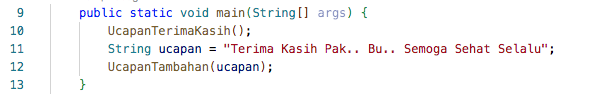 9 public static void main(String[] args) {
10 UcapanTerimaKasih();
11 String ucapan = "Terima Kasih Pak.. Bu.. Semoga Sehat Selalu";
12 UcapanTambahan(ucapan);
13 }